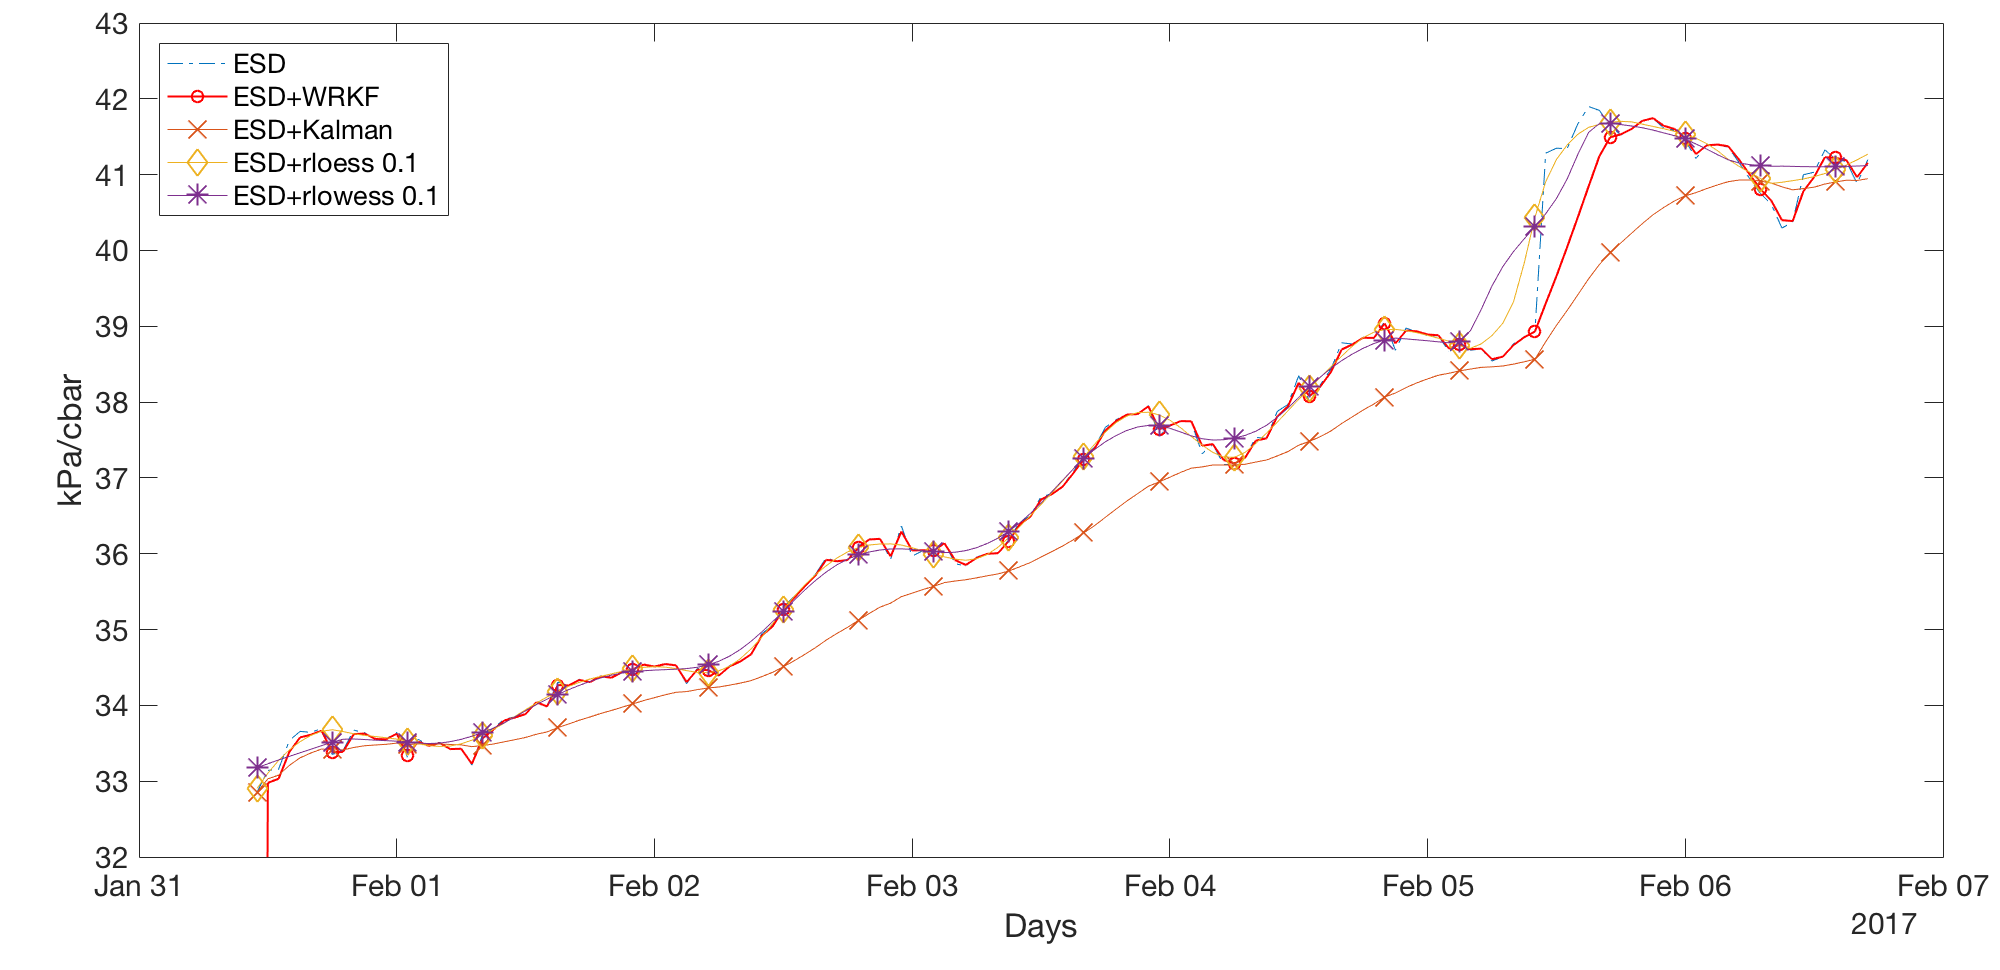 43
42
41
40
39
38
37
36
35
34
33
32
kPa/cbar
ESD
ESD+WRKF
ESD+Kalman
ESD+rloess 0.1
ESD+rlowess 0.1
Jan 31 Feb 01 Feb 02 Feb 03 Feb 04 Feb 05 Feb 06 Feb 07
Days
2017